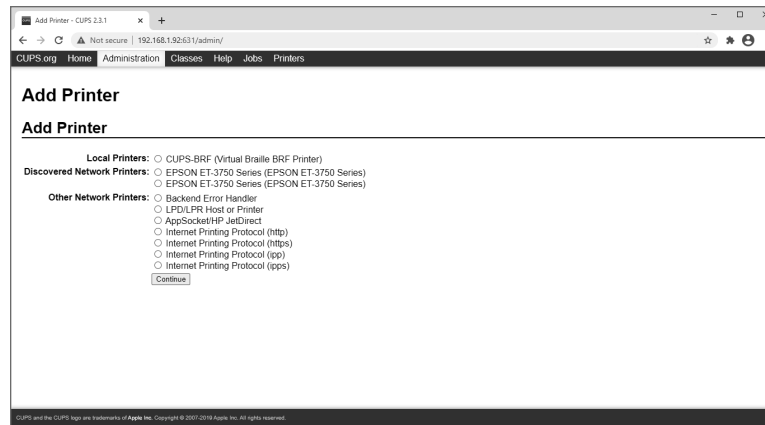 Add Printer - CUPS 2.3.1
Not secure | 192.168.1.92:631/admin/
CUPS.org Home Administration Classes Help Jobs Printers
Add Printer
Add Printer
Local Printers: CUPS-BRF (Virtual Braille BRF Printer)
Discovered Network Printers: EPSON ET-3750 Series (EPSON ET-3750 Series)
EPSON ET-3750 Series (EPSON ET-3750 Series)
Other Network Printers: Backend Error Handler
LPD/LPR Host or Printer
AppSocket/HP JetDirect
Internet Printing Protocol (http)
Internet Printing Protocol (https)
Internet Printing Protocol (ipp)
Internet Printing Protocol (ipps)
Continue
CUPS and the CUPS logo are trademarks of Apple Inc. Copyright © 2007-2019 Apple Inc. All rights reserved.